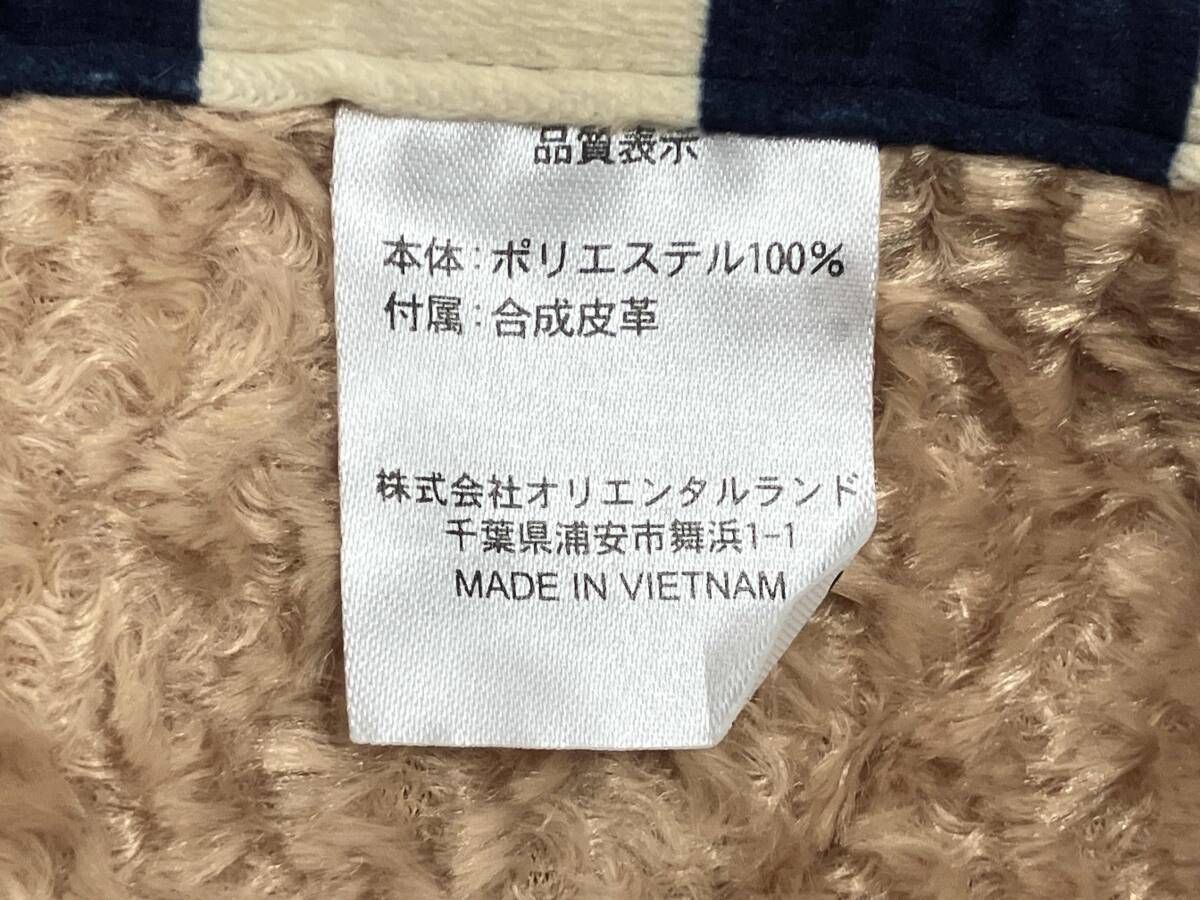 品質表示
本体:ポリエステル100%
付属:合成皮革
株式会社オリエンタルランド
千葉県浦安市舞浜1-1
MADE IN VIETNAM